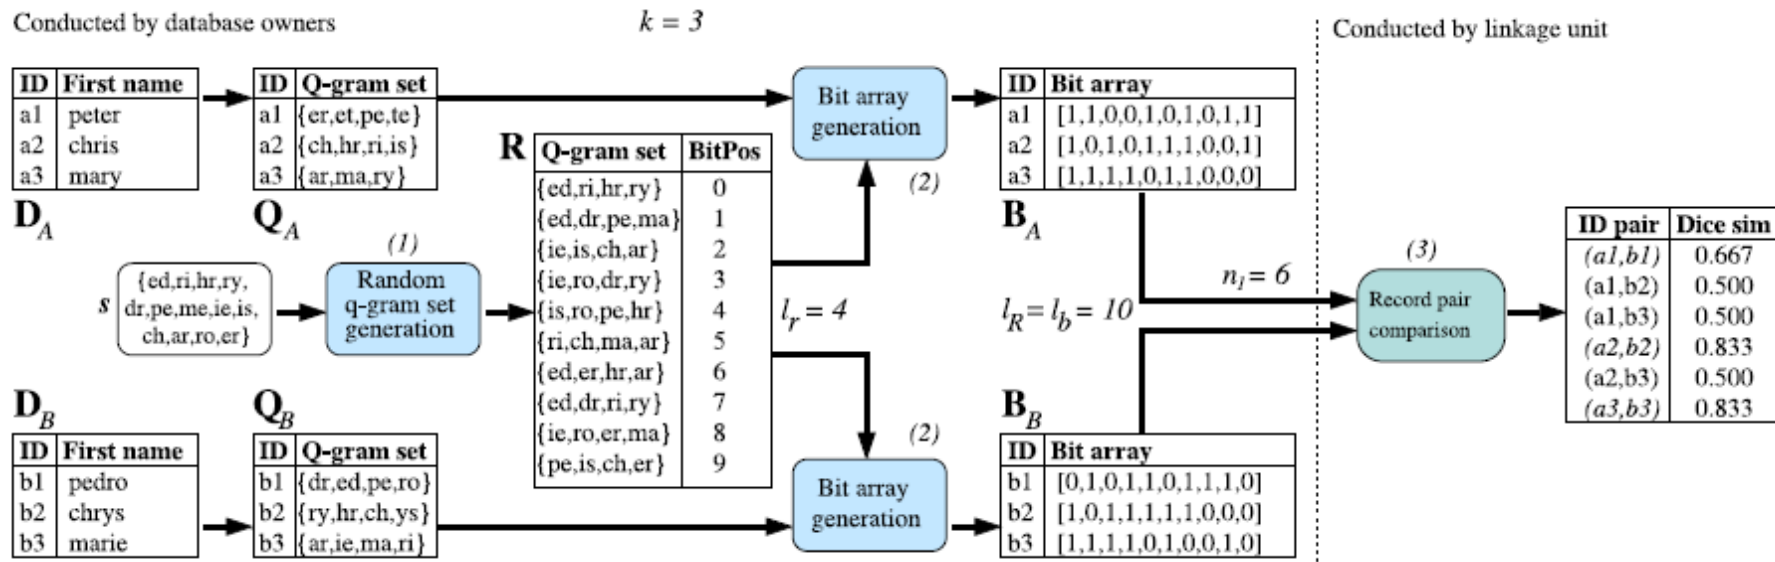 Conducted by database owners
k = 3
Conducted by linkage unit
ID First name
a1 peter
a2 chris
a3 mary
D_A
ID Q-gram set
a1 {er,et,pe,te}
a2 {ch,hr,ri,is}
a3 {ar,ma,ry}
Q_A
s
{ed,ri,hr,ry,
dr,pe,me,ie,is,
ch,ar,ro,er}
(1)
Random
q-gram set
generation
R
Q-gram set BitPos
{ed,ri,hr,ry} 0
{ed,dr,pe,ma} 1
{ie,is,ch,ar} 2
{ie,ro,dr,ry} 3
{is,ro,pe,hr} 4
{ri,ch,ma,ar} 5
{ed,er,hr,ar} 6
{ed,dr,ri,ry} 7
{ie,ro,er,ma} 8
{pe,is,ch,er} 9
l_r = 4
Bit array
generation
(2)
ID Bit array
a1 [1,1,0,0,1,0,1,0,1,1]
a2 [1,0,1,0,1,1,1,0,0,1]
a3 [1,1,1,1,0,1,1,0,0,0]
B_A
l_R = l_b = 10
n_1 = 6
D_B
ID First name
b1 pedro
b2 chrys
b3 marie
Q_B
ID Q-gram set
b1 {dr,ed,pe,ro}
b2 {ry,hr,ch,ys}
b3 {ar,ie,ma,ri}
(2)
Bit array
generation
B_B
ID Bit array
b1 [0,1,0,1,1,0,1,1,1,0]
b2 [1,0,1,1,1,1,1,0,0,0]
b3 [1,1,1,1,0,1,0,0,1,0]
(3)
Record pair
comparison
ID pair Dice sim
(a1,b1) 0.667
(a1,b2) 0.500
(a1,b3) 0.500
(a2,b2) 0.833
(a2,b3) 0.500
(a3,b3) 0.833